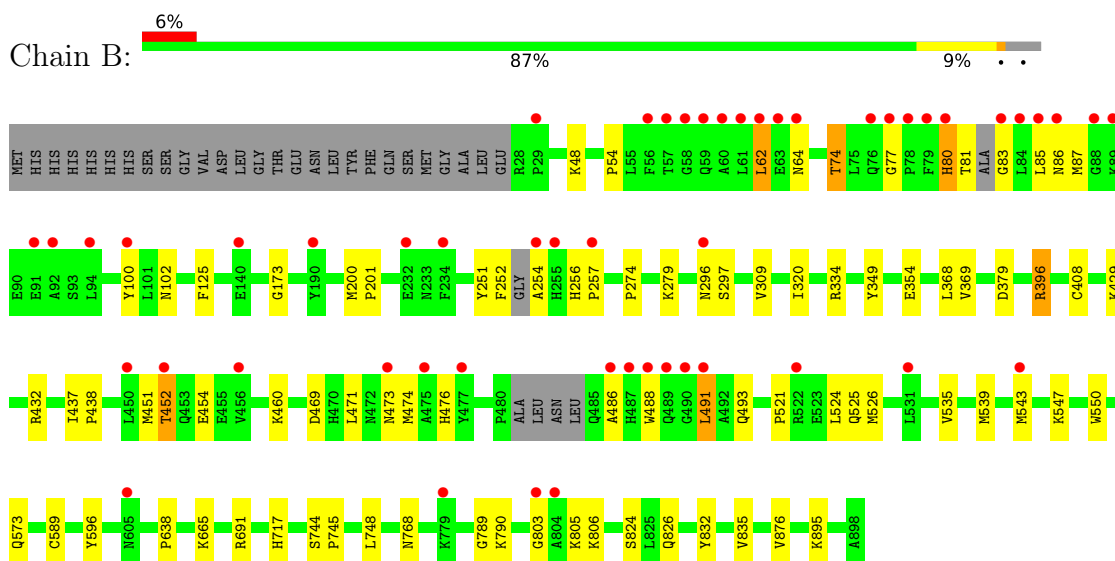 6%
Chain B:
87% 9% • •
MET HIS HIS HIS HIS HIS HIS SER SER GLY VAL ASP LEU GLY THR GLU ASN LEU TYR PHE GLN SER MET GLY ALA LEU GLU R28 P29 K48 P54 L55 F56 T57 G58 Q59 A60 L61 L62 E63 N64 T74 L75 Q76 G77 P78 F79 H80 T81 ALA G83 L84 L85 N86 M87 G88 K89
E90 E91 A92 S93 L94 Y100 L101 N102 F125 E140 G173 Y190 M200 P201 E232 N233 F234 Y251 F252 GLY A254 H255 H256 P257 P274 K279 N296 S297 V309 I320 R334 Y349 E354 L368 V369 D379 R396 C408 K429
R432 I437 P438 L450 M451 T452 Q453 E454 E455 V456 K460 D469 H470 L471 N472 N473 M474 A475 H476 Y477 P480 ALA LEU ASN LEU Q485 A486 H487 W488 Q489 G490 L491 A492 Q493 P521 R522 E523 L524 Q525 M526 L531 V535 M539 M543 K547 W550
Q573 C589 Y596 N605 P638 K665 R691 H717 S744 P745 L748 N768 K779 G789 K790 G803 A804 K805 K806 S824 L825 Q826 Y832 V835 V876 K895 A898